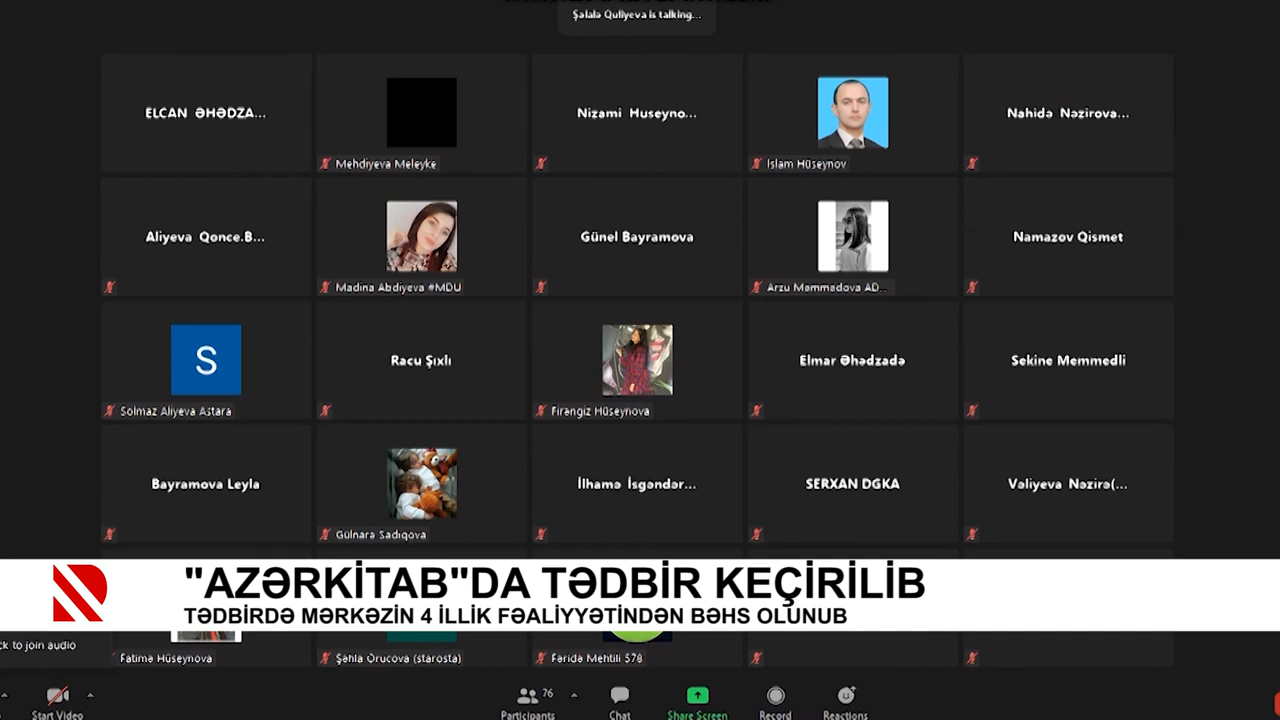 Şəlalə Quliyeva is talking...
ELCAN ƏHƏDZA...
Mehdiyeva Meleyke
Nizami Huseyno...
İslam Hüseynov
Nahidə Nəzirova...
Aliyeva Qonce.B...
Madina Abdiyeva #MDU
Günel Bayramova
Arzu Məmmədova AD...
Namazov Qismet
S
Solmaz Aliyeva Astara
Racu Şıxlı
Firəngiz Hüseynova
Elmar Əhədzadə
Sekine Memmedli
Bayramova Leyla
Gülnarə Sadıqova
İlhamə İsgəndər...
SERXAN DGKA
Vəliyeva Nəzirə(...
"AZƏRKİTAB"DA TƏDBİR KEÇİRİLİB
TƏDBİRDƏ MƏRKƏZİN 4 İLLİK FƏALİYYƏTİNDƏN BƏHS OLUNUB
ck to join audio
Fatimə Hüseynova
Şəhla Orucova (starosta)
Fəridə Mehtili 578
Start Video
Participants
76
Chat
Share Screen
Record
Reactions